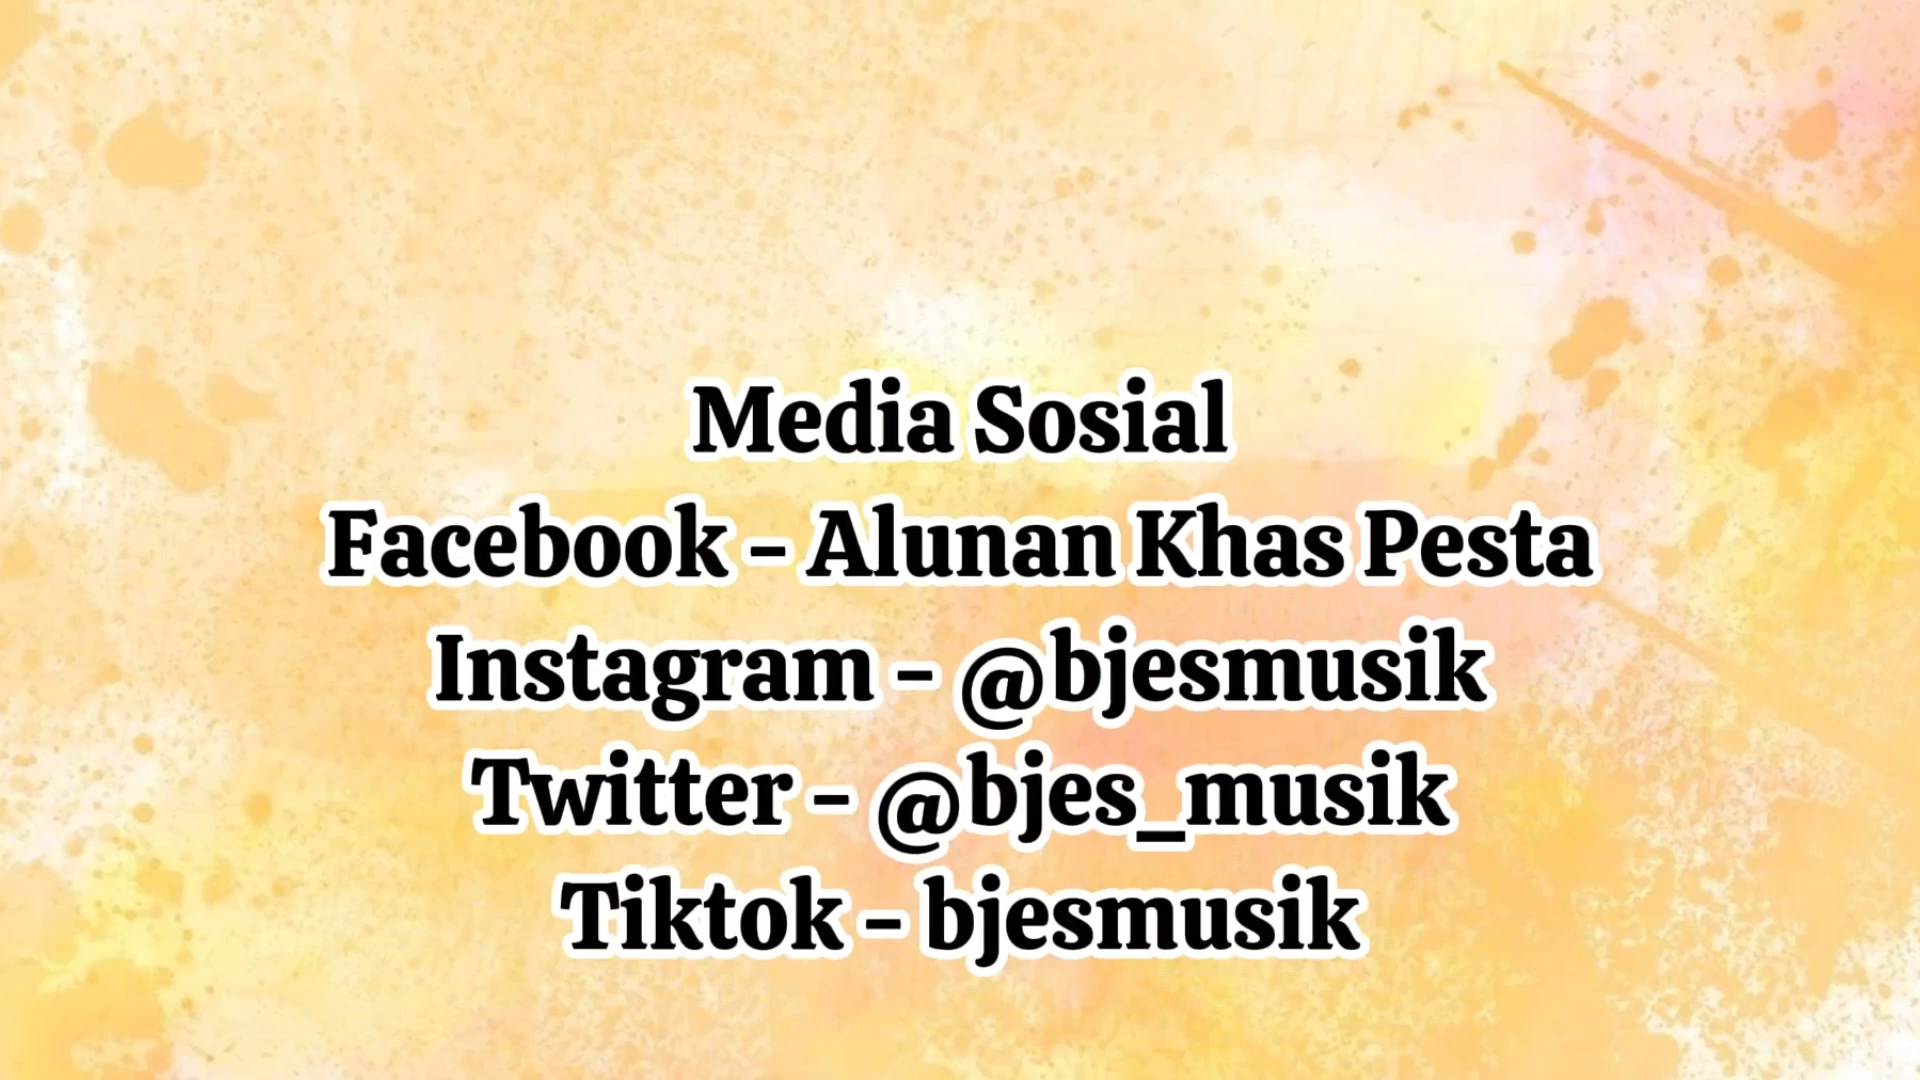 Media Sosial
Facebook - Alunan Khas Pesta
Instagram - @bjesmusik
Twitter - @bjes_musik
Tiktok - bjesmusik